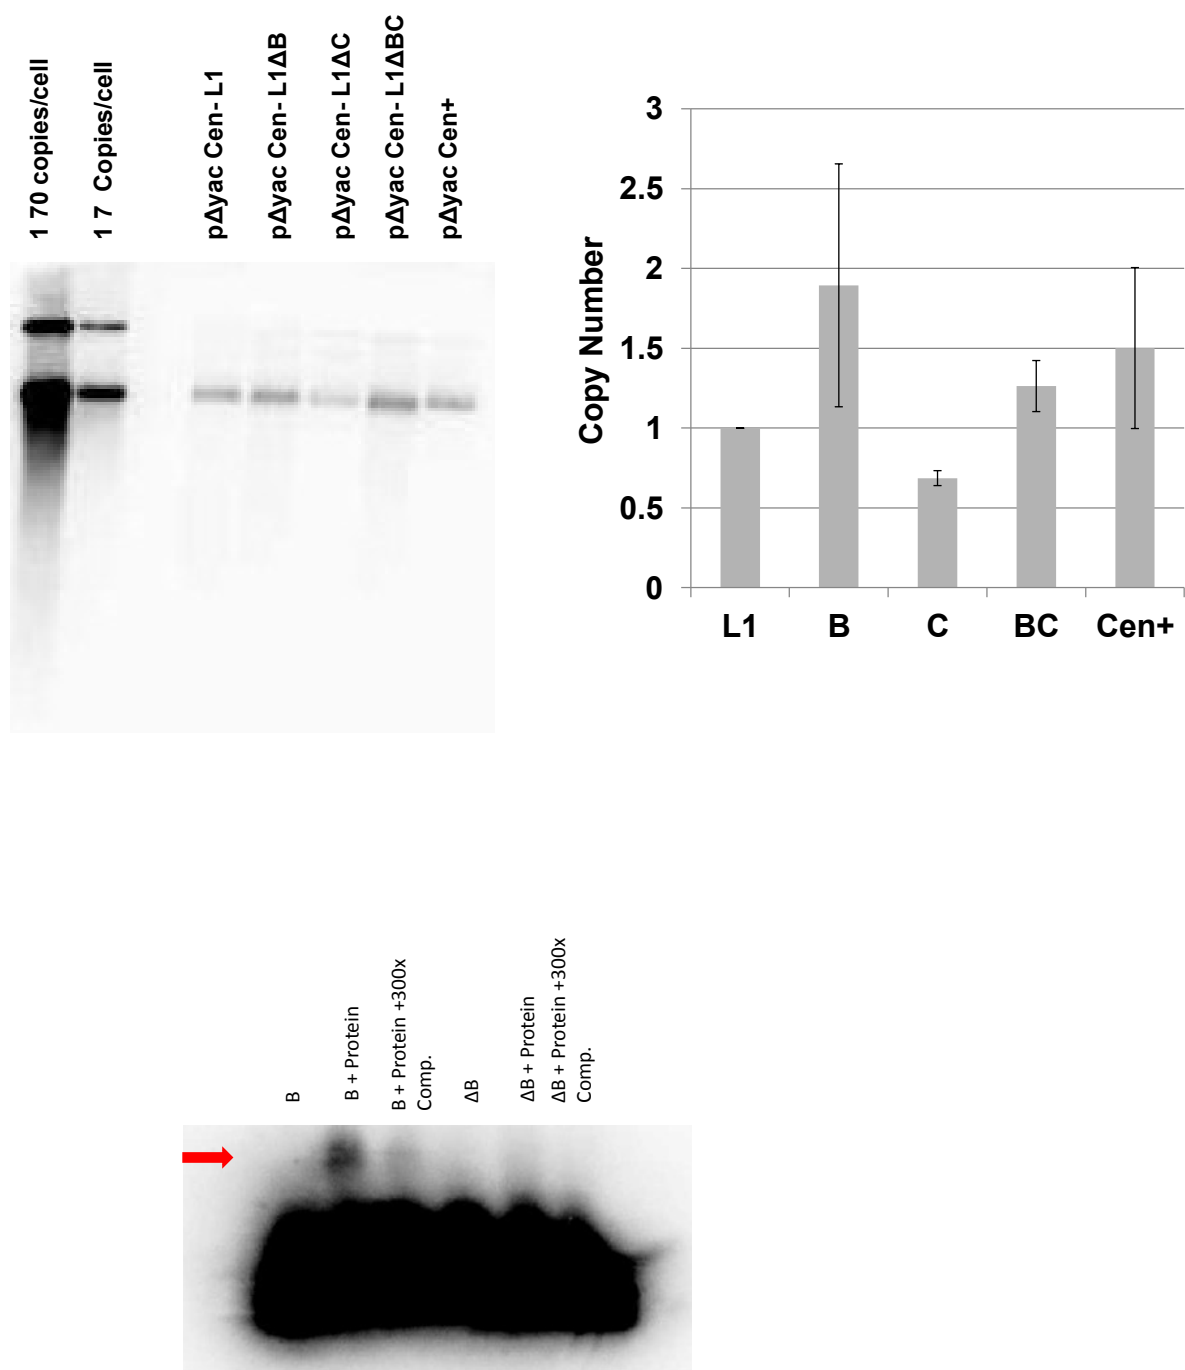 1 70 copies/cell
1 7 Copies/cell
pΔyac Cen- L1
pΔyac Cen- L1ΔB
pΔyac Cen- L1ΔC
pΔyac Cen- L1ΔBC
pΔyac Cen+
Copy Number
3
2.5
2
1.5
1
0.5
0
L1
B
C
BC
Cen+
B
B + Protein
B + Protein +300x
Comp.
ΔB
ΔB + Protein
ΔB + Protein +300x
Comp.